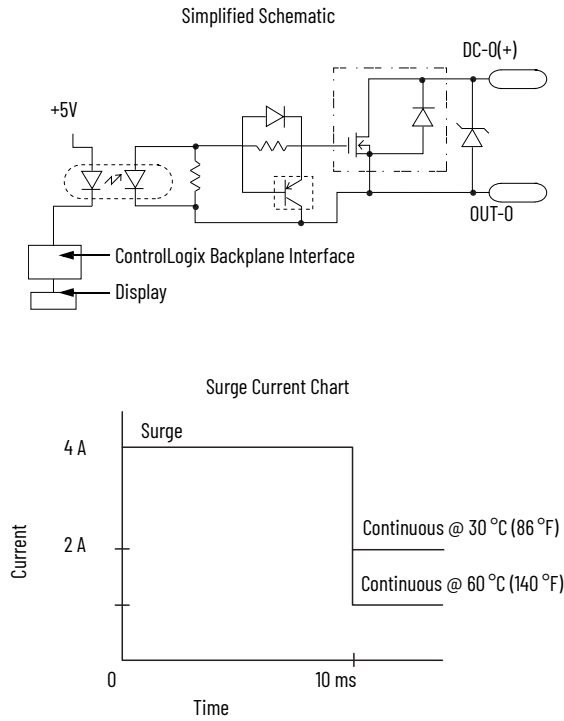 Simplified Schematic
DC-0(+)
+5V
OUT-0
ControlLogix Backplane Interface
Display
Surge Current Chart
Surge
4 A
Continuous @ 30 °C (86 °F)
2 A
Continuous @ 60 °C (140 °F)
Current
0
10 ms
Time